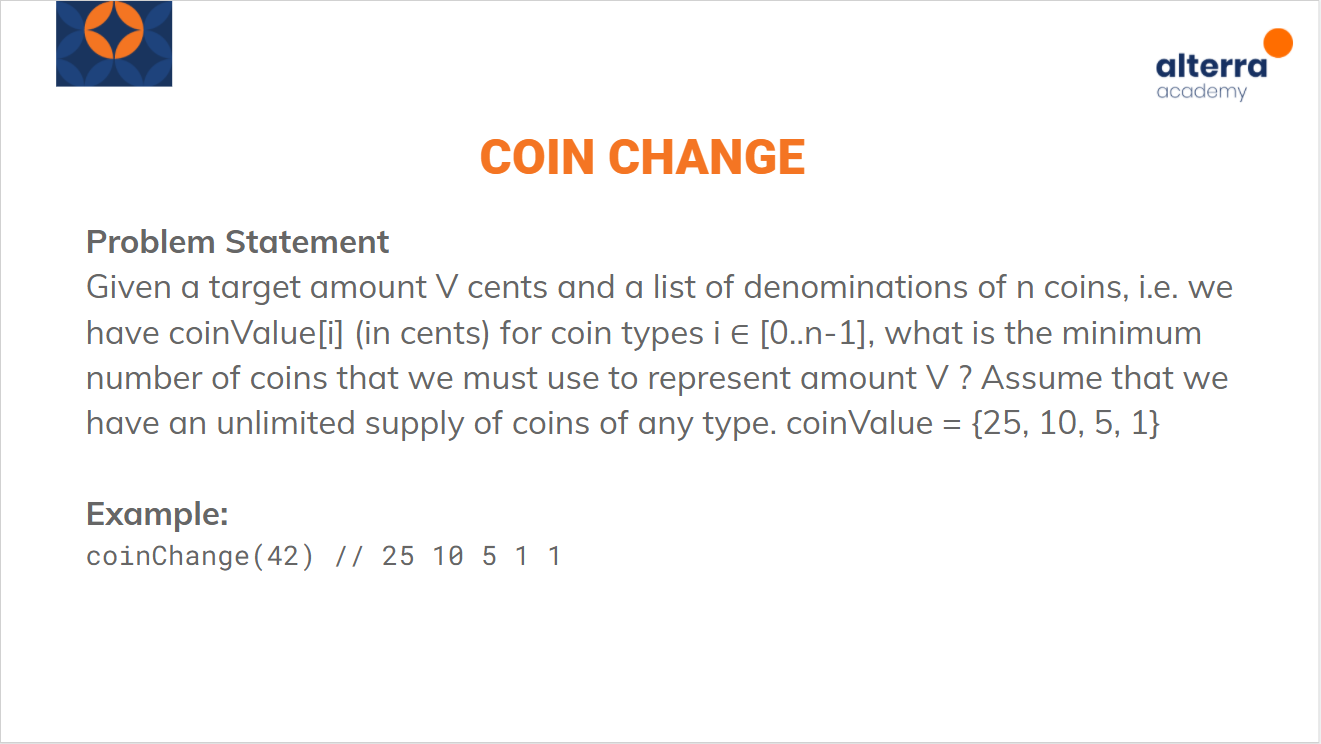 alterra
academy
COIN CHANGE
Problem Statement
Given a target amount V cents and a list of denominations of n coins, i.e. we
have coinValue[i] (in cents) for coin types i ∈ [0..n-1], what is the minimum
number of coins that we must use to represent amount V ? Assume that we
have an unlimited supply of coins of any type. coinValue = {25, 10, 5, 1}
Example:
coinChange(42) // 25 10 5 1 1